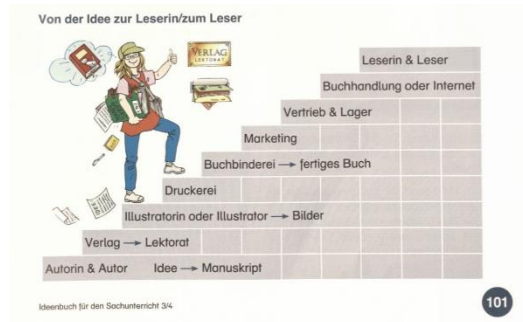 Von der Idee zur Leserin/zum Leser
VERLAG
LEKTORAT
Leserin & Leser
Buchhandlung oder Internet
Vertrieb & Lager
Marketing
Buchbinderei → fertiges Buch
Druckerei
Illustratorin oder Illustrator → Bilder
Verlag → Lektorat
Autorin & Autor Idee → Manuskript
Ideenbuch für den Sachunterricht 3/4
101